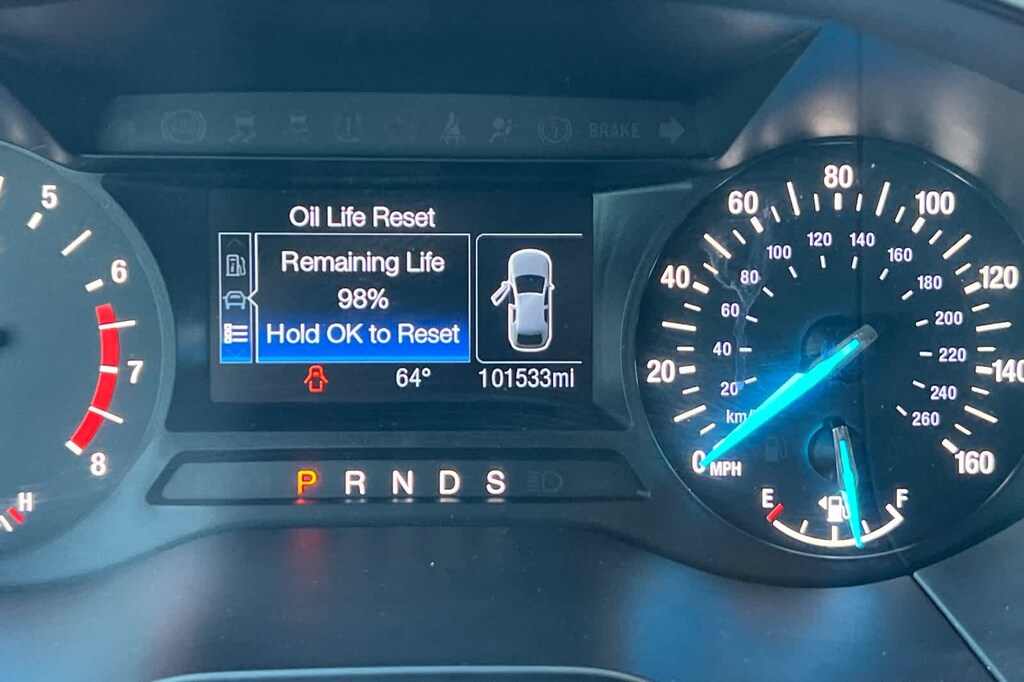 BRAKE
Oil Life Reset
Remaining Life
98%
Hold OK to Reset
64° 101533mi
P R N D S
5
6
7
8
H
0 20 40 60 80 100 120 140 160
MPH
20 40 60 80 100 120 140 160 180 200 220 240 260
km/
E F